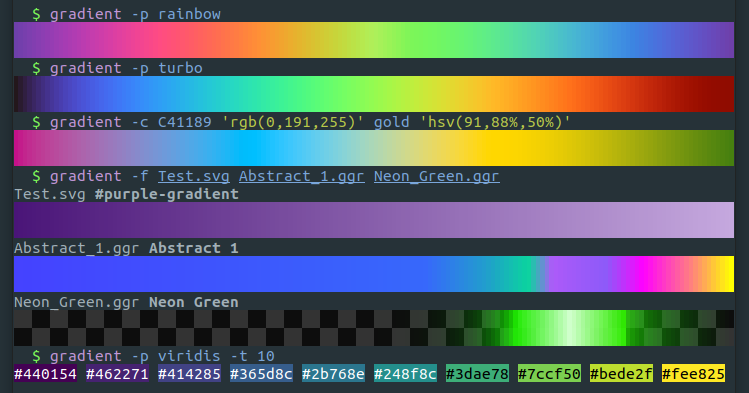 $ gradient -p rainbow
$ gradient -p turbo
$ gradient -c C41189 'rgb(0,191,255)' gold 'hsv(91,88%,50%)'
$ gradient -f Test.svg Abstract_1.ggr Neon_Green.ggr
Test.svg #purple-gradient
Abstract_1.ggr Abstract 1
Neon_Green.ggr Neon Green
$ gradient -p viridis -t 10
#440154 #462271 #414285 #365d8c #2b768e #248f8c #3dae78 #7ccf50 #bede2f #fee825